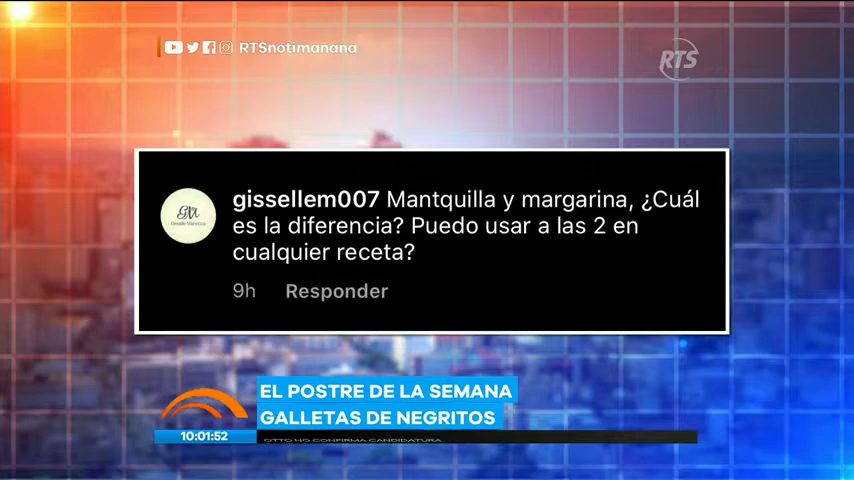 RTSnotimanana
RTS
gissellem007 Mantquilla y margarina, ¿Cuál
es la diferencia? Puedo usar a las 2 en
cualquier receta?
9h Responder
EL POSTRE DE LA SEMANA
GALLETAS DE NEGRITOS
10:01:52